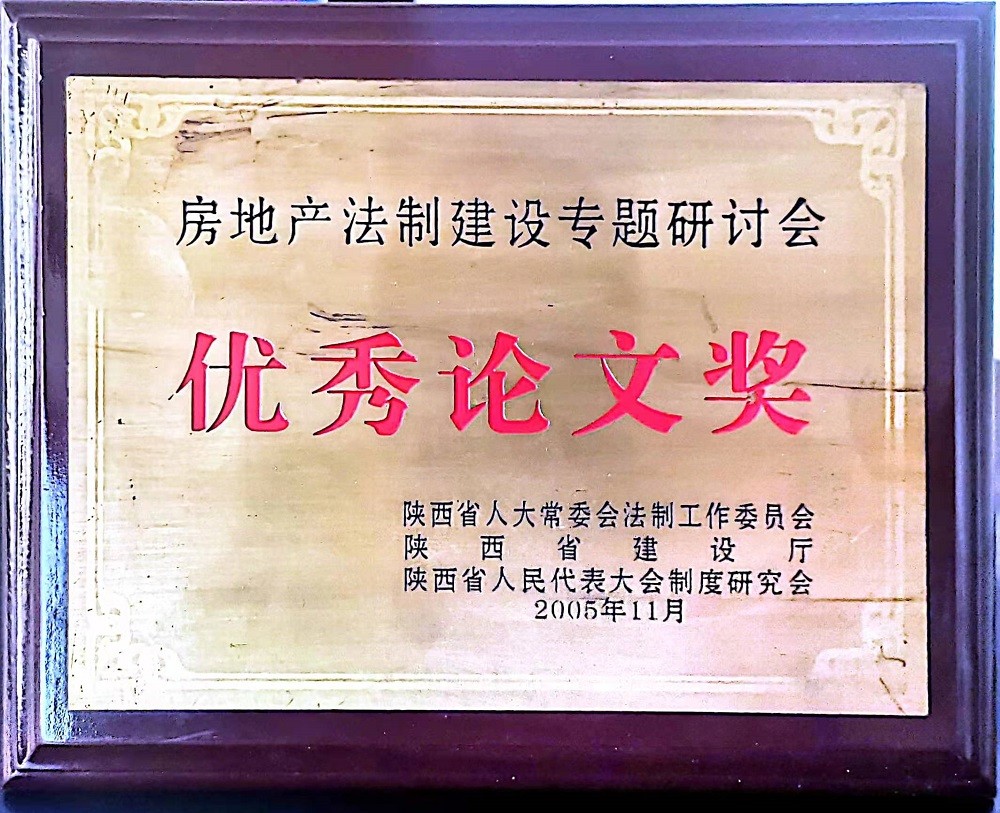 房地产法制建设专题研讨会
优秀论文奖
陕西省人大常委会法制工作委员会
陕西省建设厅
陕西省人民代表大会制度研究会
2005年11月